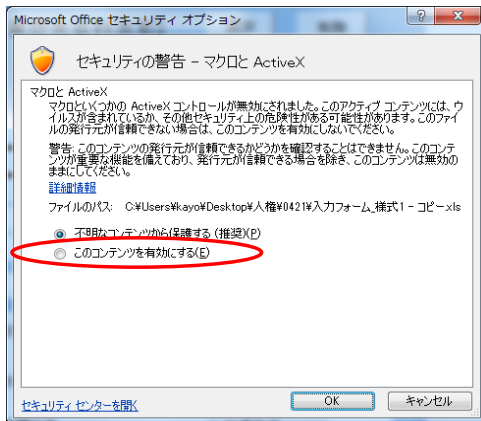 Microsoft Office セキュリティ オプション
セキュリティの警告 - マクロと ActiveX
マクロと ActiveX
マクロといくつかの ActiveX コントロールが無効にされました。このアクティブ コンテンツには、ウ
イルスが含まれているか、その他セキュリティ上の危険性がある可能性があります。このファイ
ルの発行元が信頼できない場合は、このコンテンツを有効にしないでください。
警告: このコンテンツの発行元が信頼できるかどうかを確認することはできません。このコンテ
ンツが重要な機能を備えており、発行元が信頼できる場合を除き、このコンテンツは無効の
ままにしてください。
詳細情報
ファイルのパス: C:¥Users¥kayo¥Desktop¥人権¥0421¥入力フォーム_様式1 - コピー.xls
不明なコンテンツから保護する (推奨)(P)
このコンテンツを有効にする(E)
セキュリティ センターを開く
OK
キャンセル